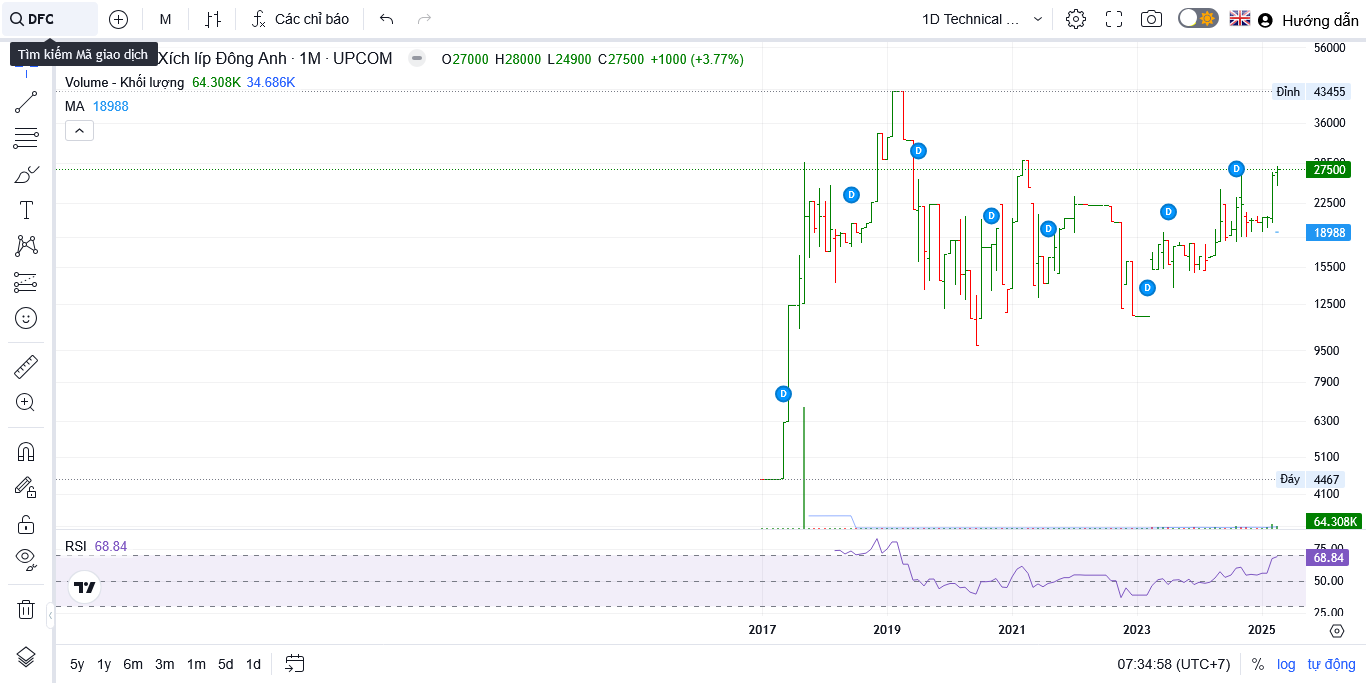 DFC
M
Các chỉ báo
1D Technical ...
Hướng dẫn
Tìm kiếm Mã giao dịch
Xích líp Đông Anh · 1M · UPCOM
O27000 H28000 L24900 C27500 +1000 (+3.77%)
Volume - Khối lượng 64.308K 34.686K
MA 18988
56000
Đỉnh 43455
36000
27500
22500
18988
15500
12500
9500
7900
6300
5100
Đáy 4467
4100
64.308K
D
D
D
D
D
D
D
D
RSI 68.84
75.00
68.84
50.00
25.00
2017 2019 2021 2023 2025
5y 1y 6m 3m 1m 5d 1d
07:34:58 (UTC+7) % log tự động